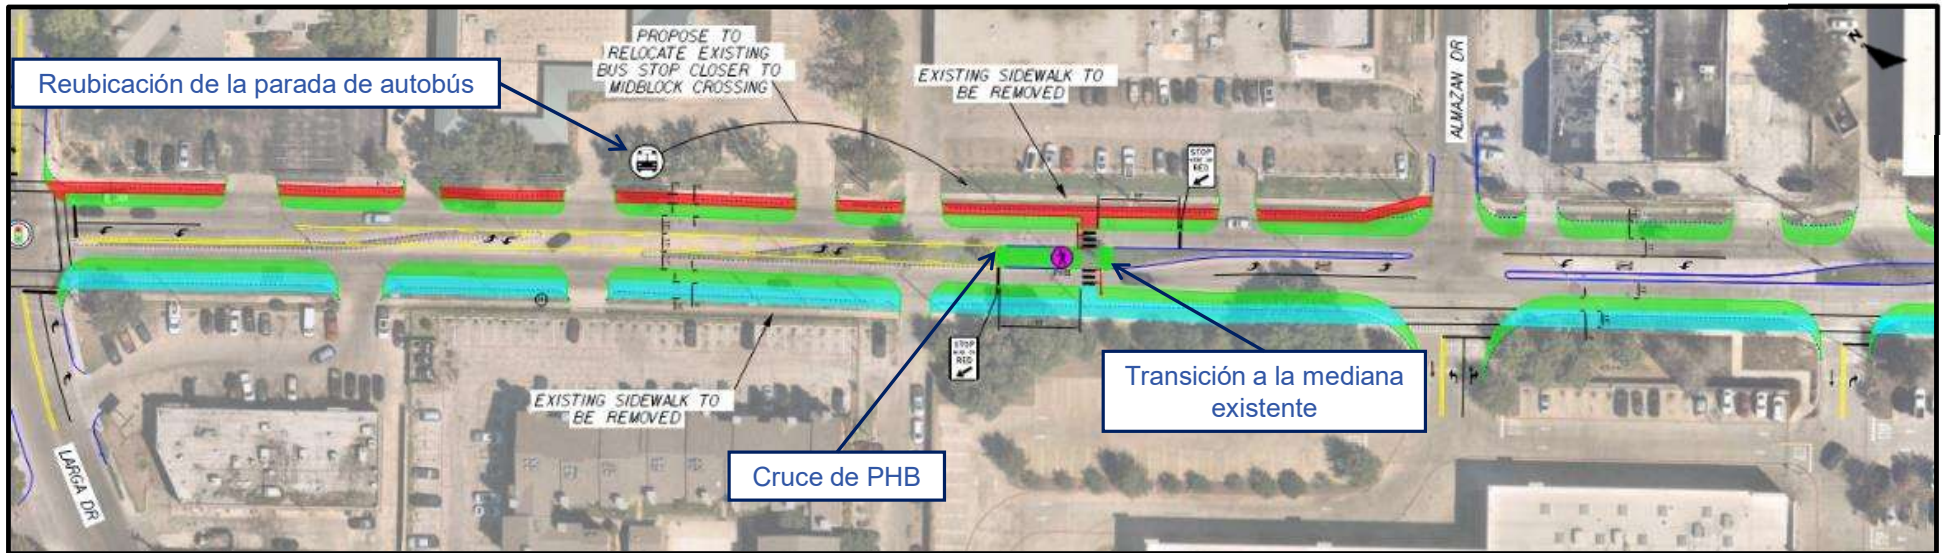 PROPOSE TO
RELOCATE EXISTING
BUS STOP CLOSER TO
MIDBLOCK CROSSING
Reubicación de la parada de autobús
EXISTING SIDEWALK TO
BE REMOVED
ALMAZAN DR
N
STOP
RED
STOP
RED
Transición a la mediana
existente
EXISTING SIDEWALK TO
BE REMOVED
Cruce de PHB
LARGA DR